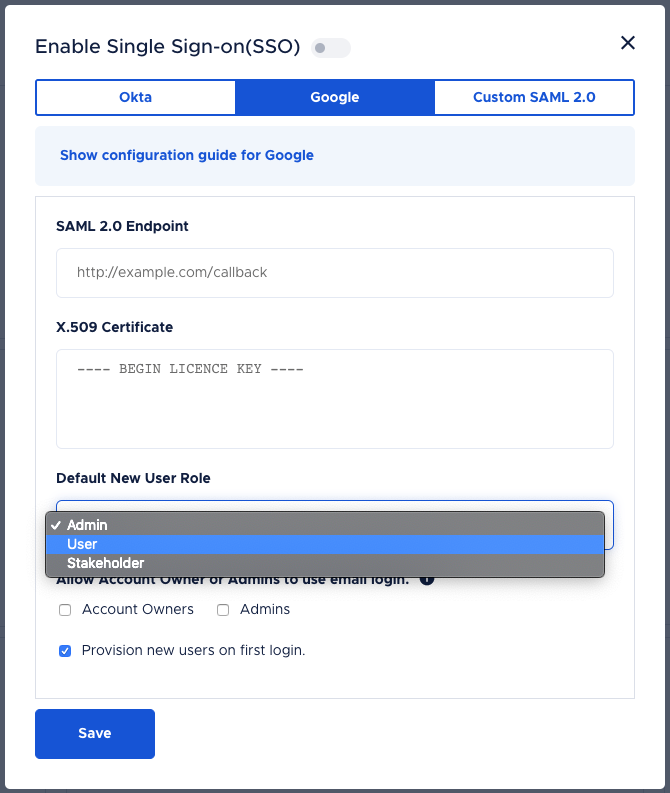 Enable Single Sign-on(SSO)
Okta
Google
Custom SAML 2.0
Show configuration guide for Google
SAML 2.0 Endpoint
http://example.com/callback
X.509 Certificate
---- BEGIN LICENCE KEY ----
Default New User Role
✓ Admin
User
Stakeholder
Allow Account Owner or Admins to use email login.
Account Owners
Admins
Provision new users on first login.
Save